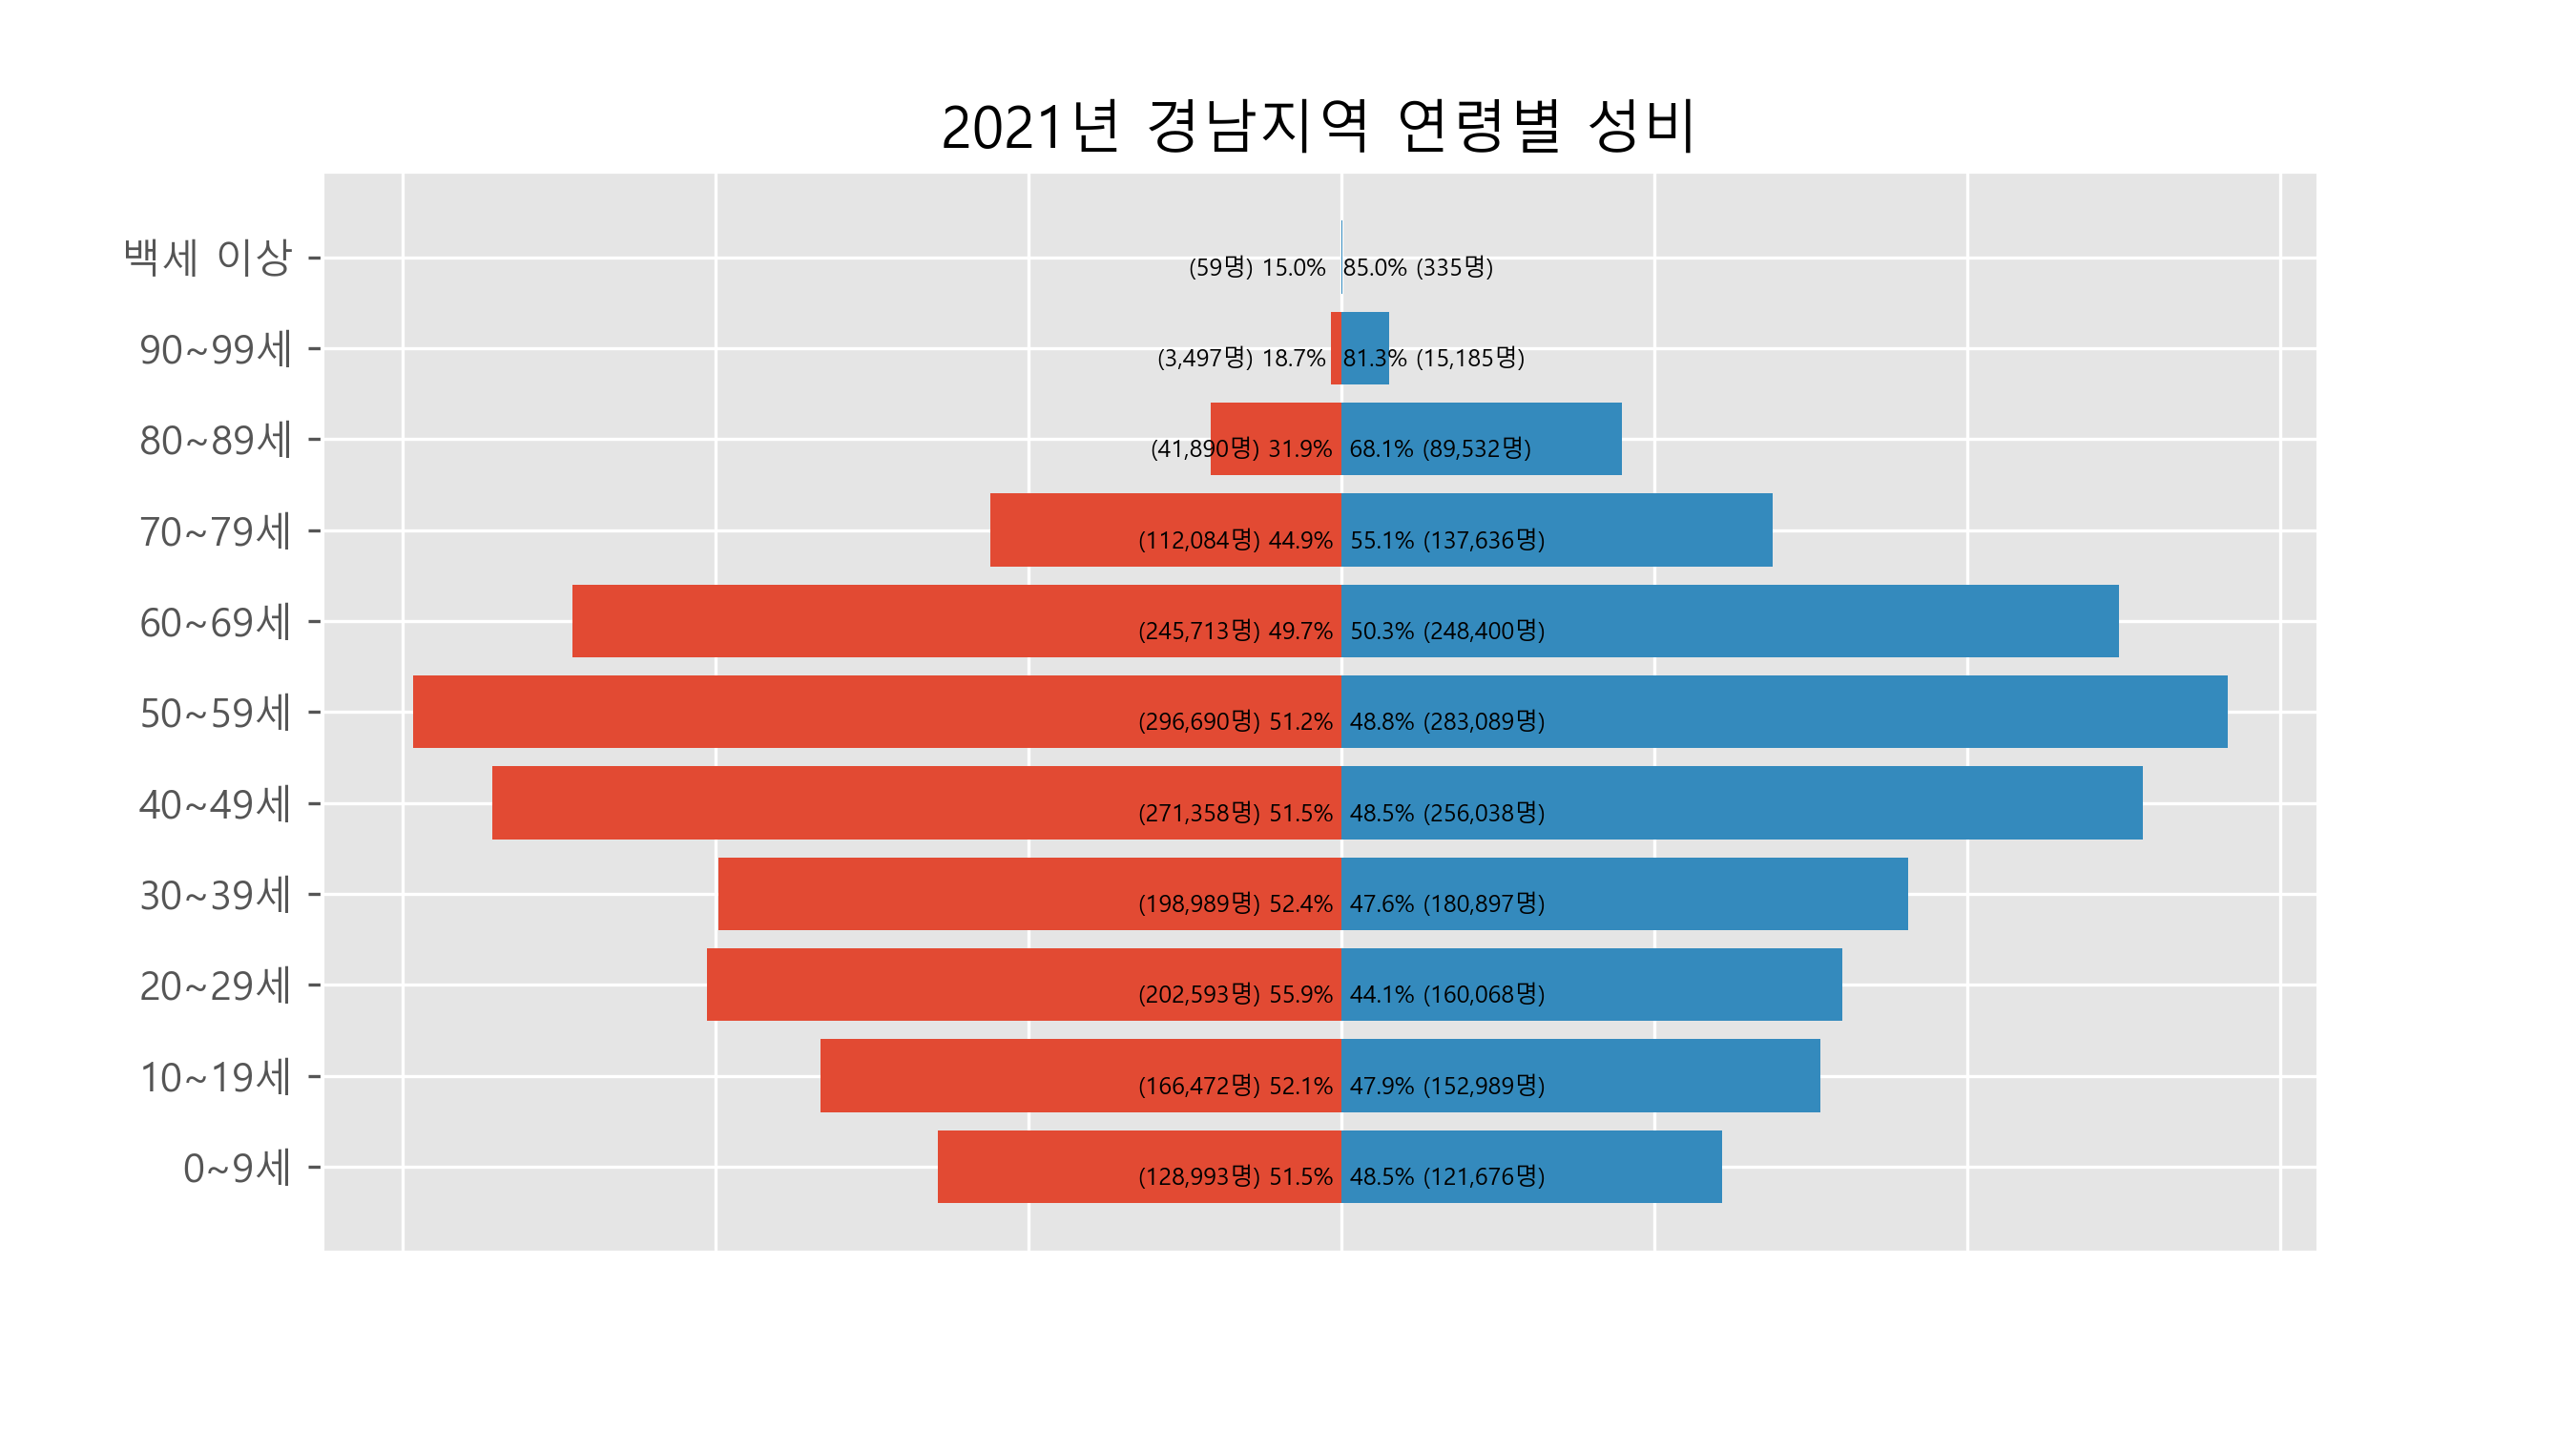 2021년 경남지역 연령별 성비
백세 이상 (59명) 15.0% 85.0% (335명)
90~99세 (3,497명) 18.7% 81.3% (15,185명)
80~89세 (41,890명) 31.9% 68.1% (89,532명)
70~79세 (112,084명) 44.9% 55.1% (137,636명)
60~69세 (245,713명) 49.7% 50.3% (248,400명)
50~59세 (296,690명) 51.2% 48.8% (283,089명)
40~49세 (271,358명) 51.5% 48.5% (256,038명)
30~39세 (198,989명) 52.4% 47.6% (180,897명)
20~29세 (202,593명) 55.9% 44.1% (160,068명)
10~19세 (166,472명) 52.1% 47.9% (152,989명)
0~9세 (128,993명) 51.5% 48.5% (121,676명)